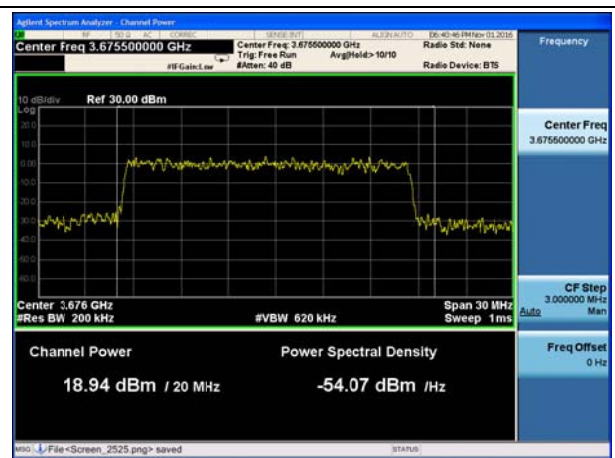 Agilent Spectrum Analyzer - Channel Power
RF 50 Ω AC CORREC SENSE:INT ALIGN AUTO 06:40:46 PM Nov 01, 2016
Center Freq 3.675500000 GHz
Center Freq: 3.675500000 GHz
Radio Std: None
Trig: Free Run Avg|Hold:>10/10
#IFGain:Low #Atten: 40 dB Radio Device: BTS
Frequency
10 dB/div Ref 30.00 dBm
Log
20.0
10.0
0.00
-10.0
-20.0
-30.0
-40.0
-50.0
-60.0
Center Freq
3.675500000 GHz
Center 3.676 GHz Span 30 MHz
#Res BW 200 kHz #VBW 620 kHz Sweep 1 ms
CF Step
3.000000 MHz
Auto Man
Channel Power Power Spectral Density
18.94 dBm / 20 MHz -54.07 dBm /Hz
Freq Offset
0 Hz
MSG File <Screen_2525.png> saved STATUS